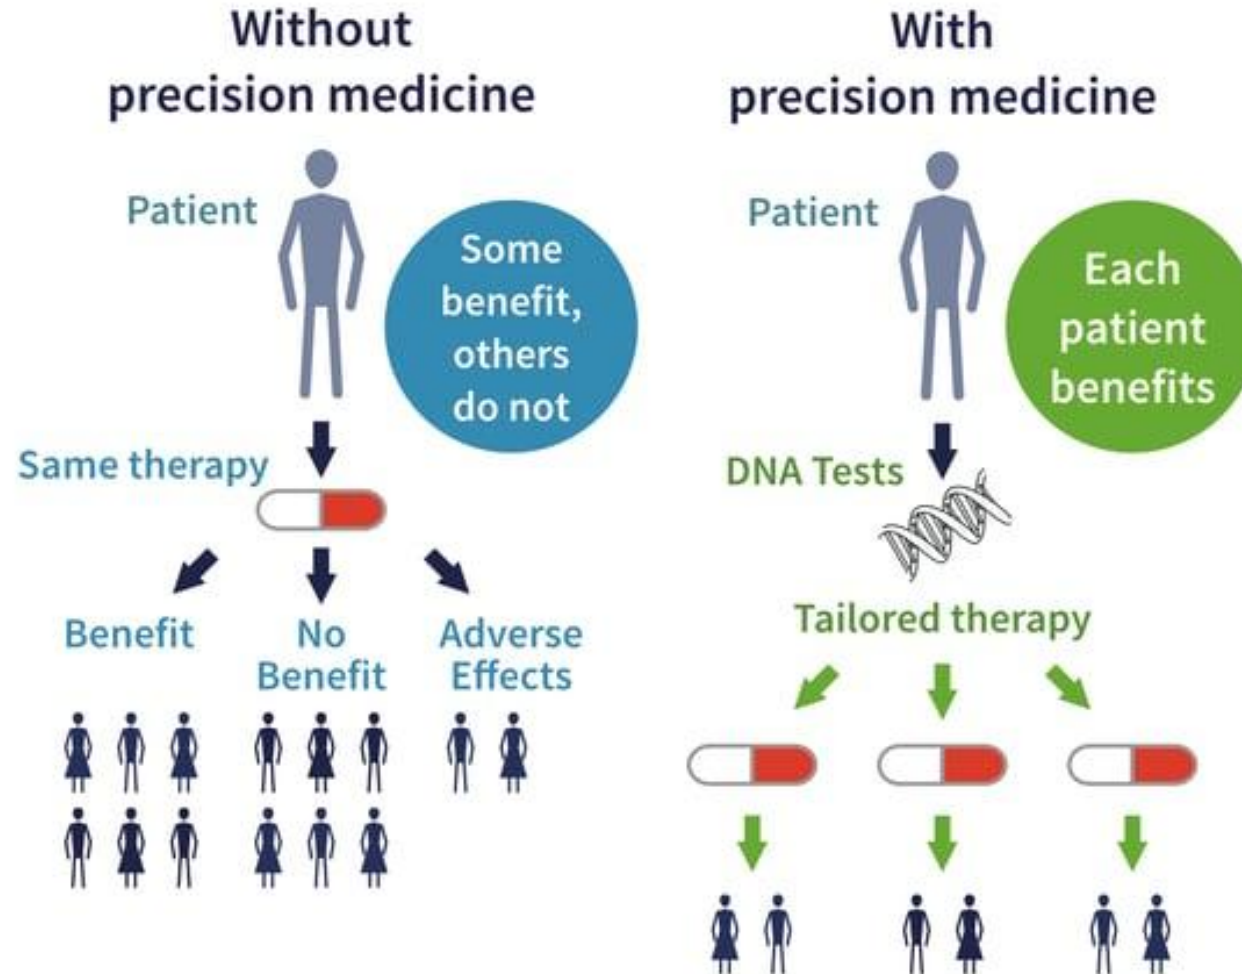 Without
precision medicine
Patient
Some
benefit,
others
do not
Same therapy
Benefit
No
Benefit
Adverse
Effects
With
precision medicine
Patient
Each
patient
benefits
DNA Tests
Tailored therapy